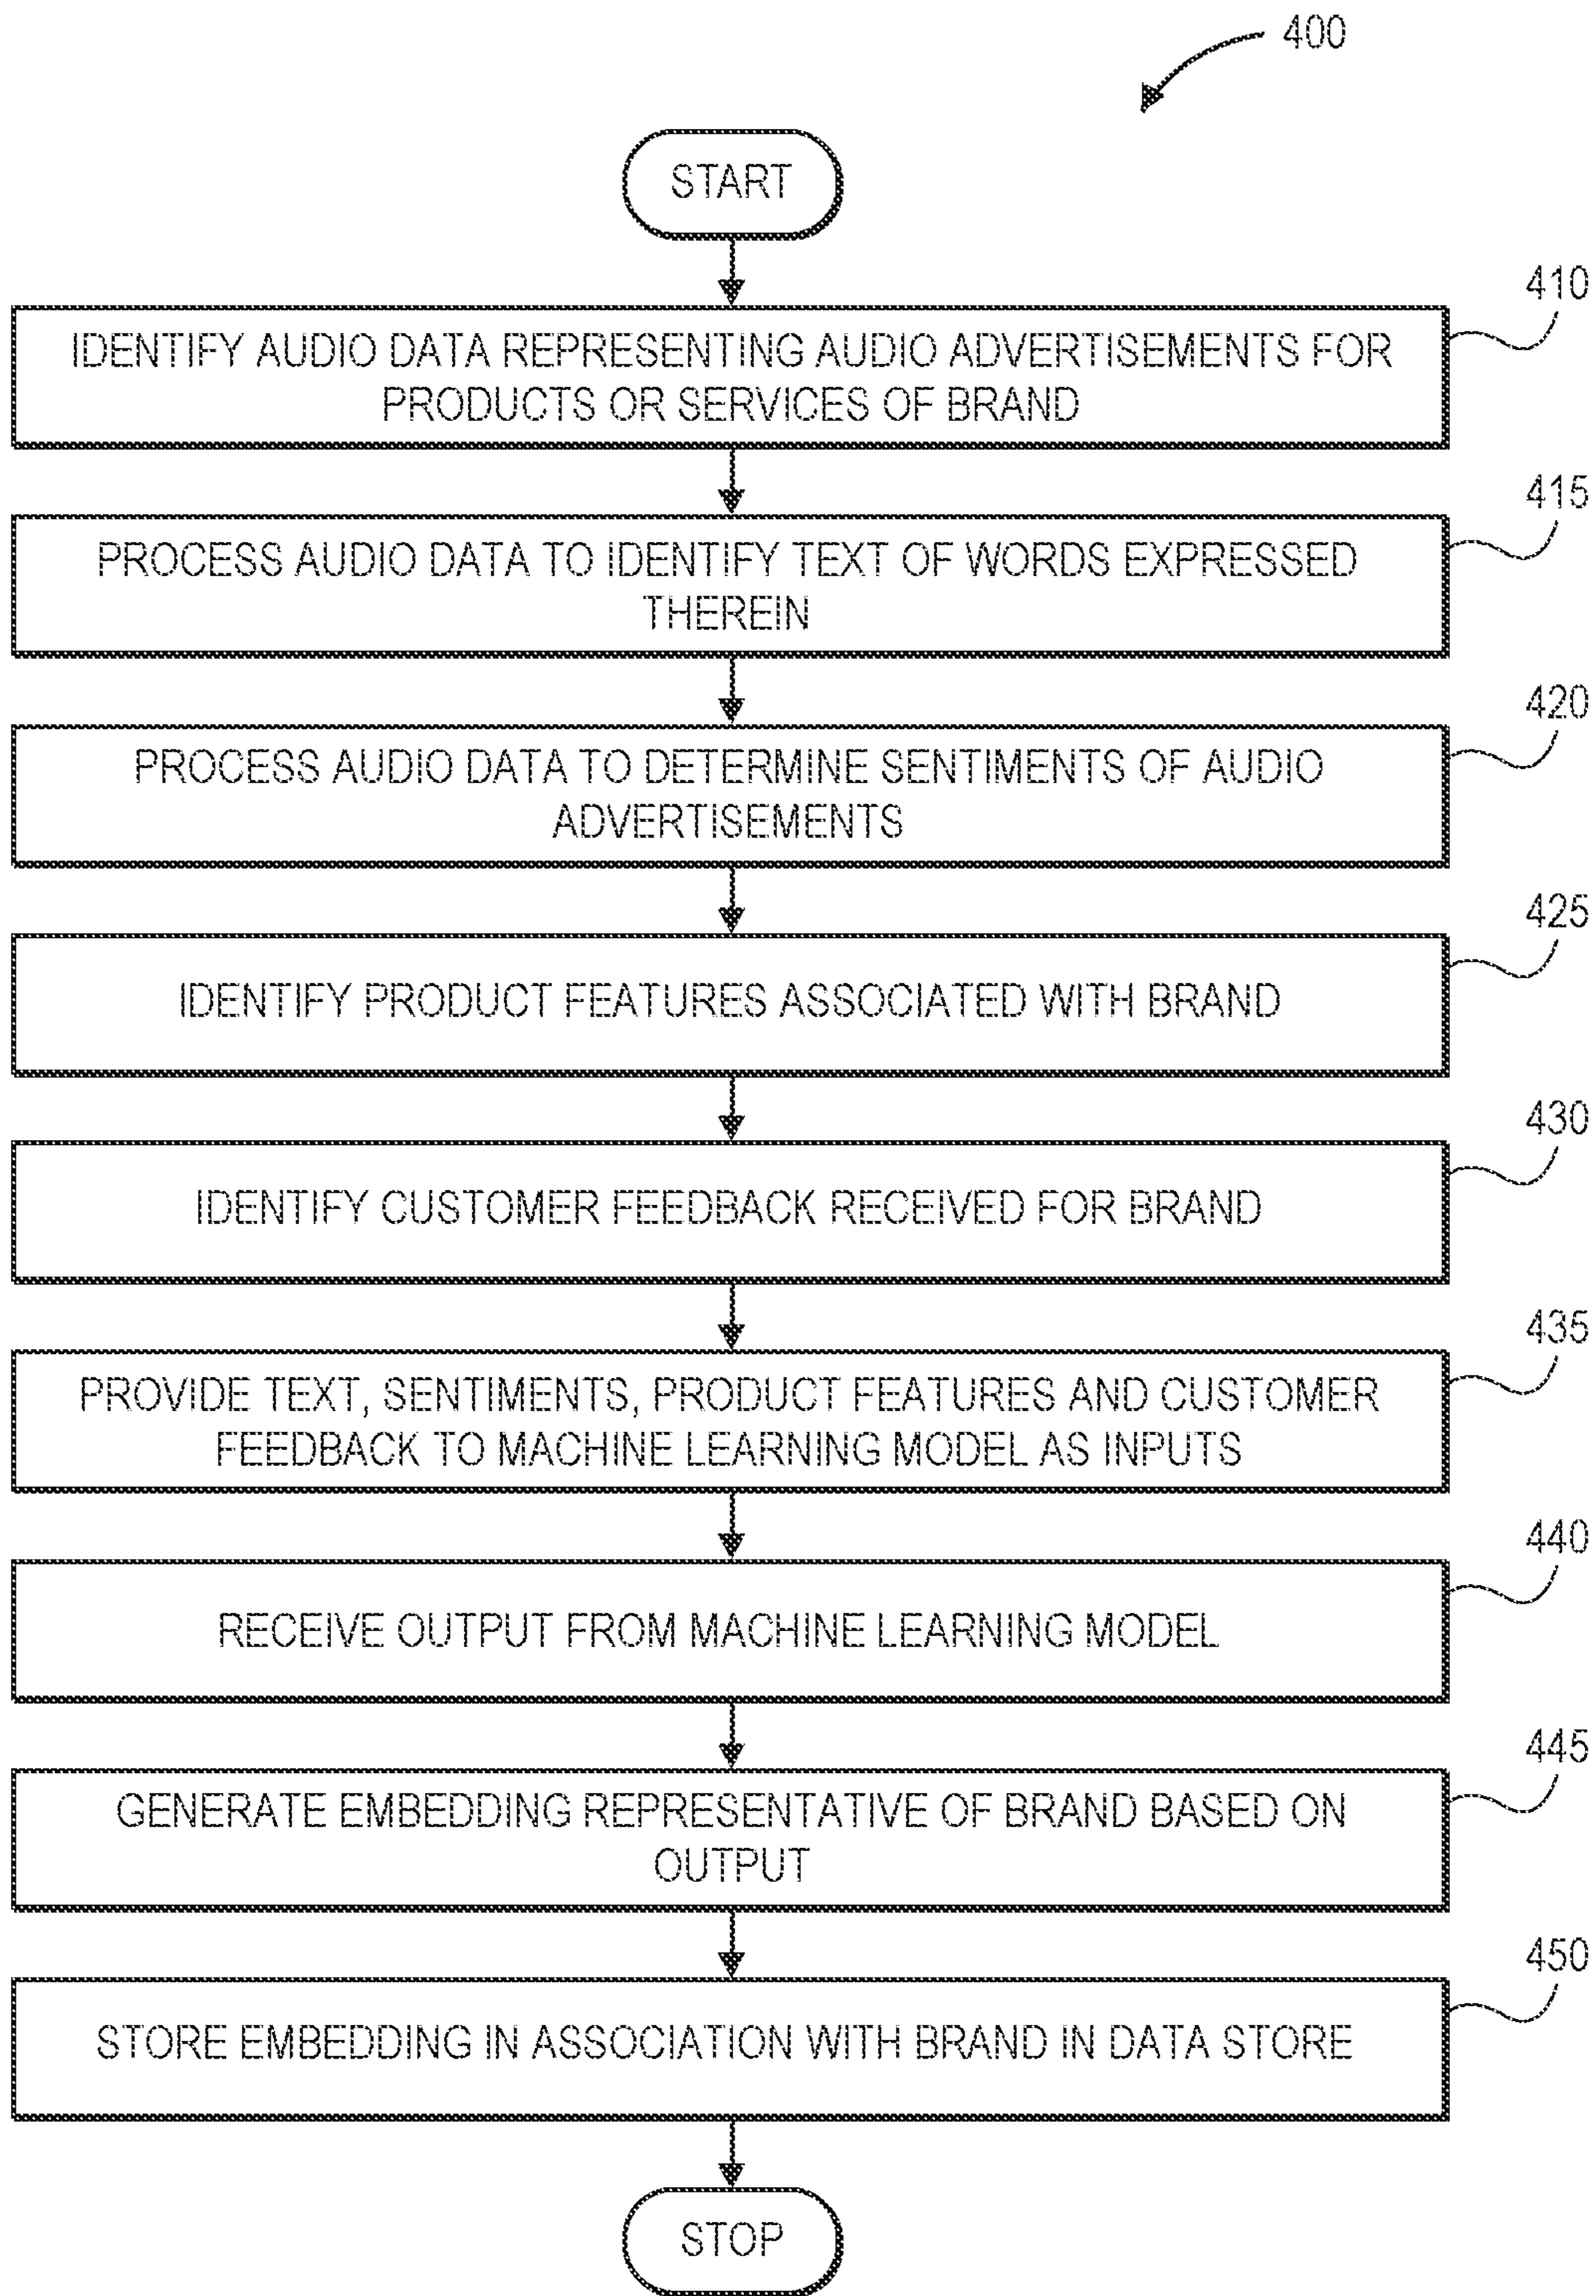 400
START
410
IDENTIFY AUDIO DATA REPRESENTING AUDIO ADVERTISEMENTS FOR
PRODUCTS OR SERVICES OF BRAND
415
PROCESS AUDIO DATA TO IDENTIFY TEXT OF WORDS EXPRESSED
THEREIN
420
PROCESS AUDIO DATA TO DETERMINE SENTIMENTS OF AUDIO
ADVERTISEMENTS
425
IDENTIFY PRODUCT FEATURES ASSOCIATED WITH BRAND
430
IDENTIFY CUSTOMER FEEDBACK RECEIVED FOR BRAND
435
PROVIDE TEXT, SENTIMENTS, PRODUCT FEATURES AND CUSTOMER
FEEDBACK TO MACHINE LEARNING MODEL AS INPUTS
440
RECEIVE OUTPUT FROM MACHINE LEARNING MODEL
445
GENERATE EMBEDDING REPRESENTATIVE OF BRAND BASED ON
OUTPUT
450
STORE EMBEDDING IN ASSOCIATION WITH BRAND IN DATA STORE
STOP